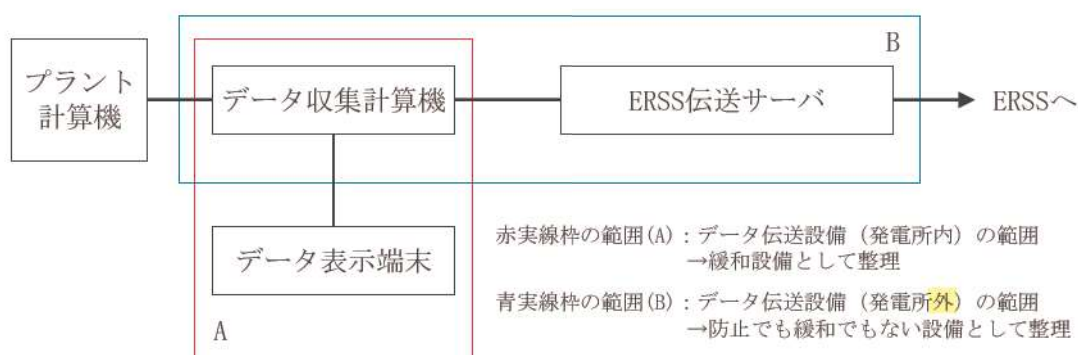 B
プラント
計算機
データ収集計算機
ERSS伝送サーバ
ERSSへ
データ表示端末
A
赤実線枠の範囲(A)：データ伝送設備（発電所内）の範囲
→緩和設備として整理
青実線枠の範囲(B)：データ伝送設備（発電所外）の範囲
→防止でも緩和でもない設備として整理